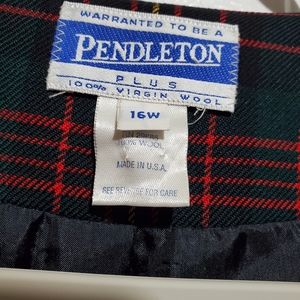 WARRANTED TO BE A
PENDLETON
PLUS
100% VIRGIN WOOL
16W
100% WOOL
MADE IN U.S.A.
SEE REVERSE FOR CARE